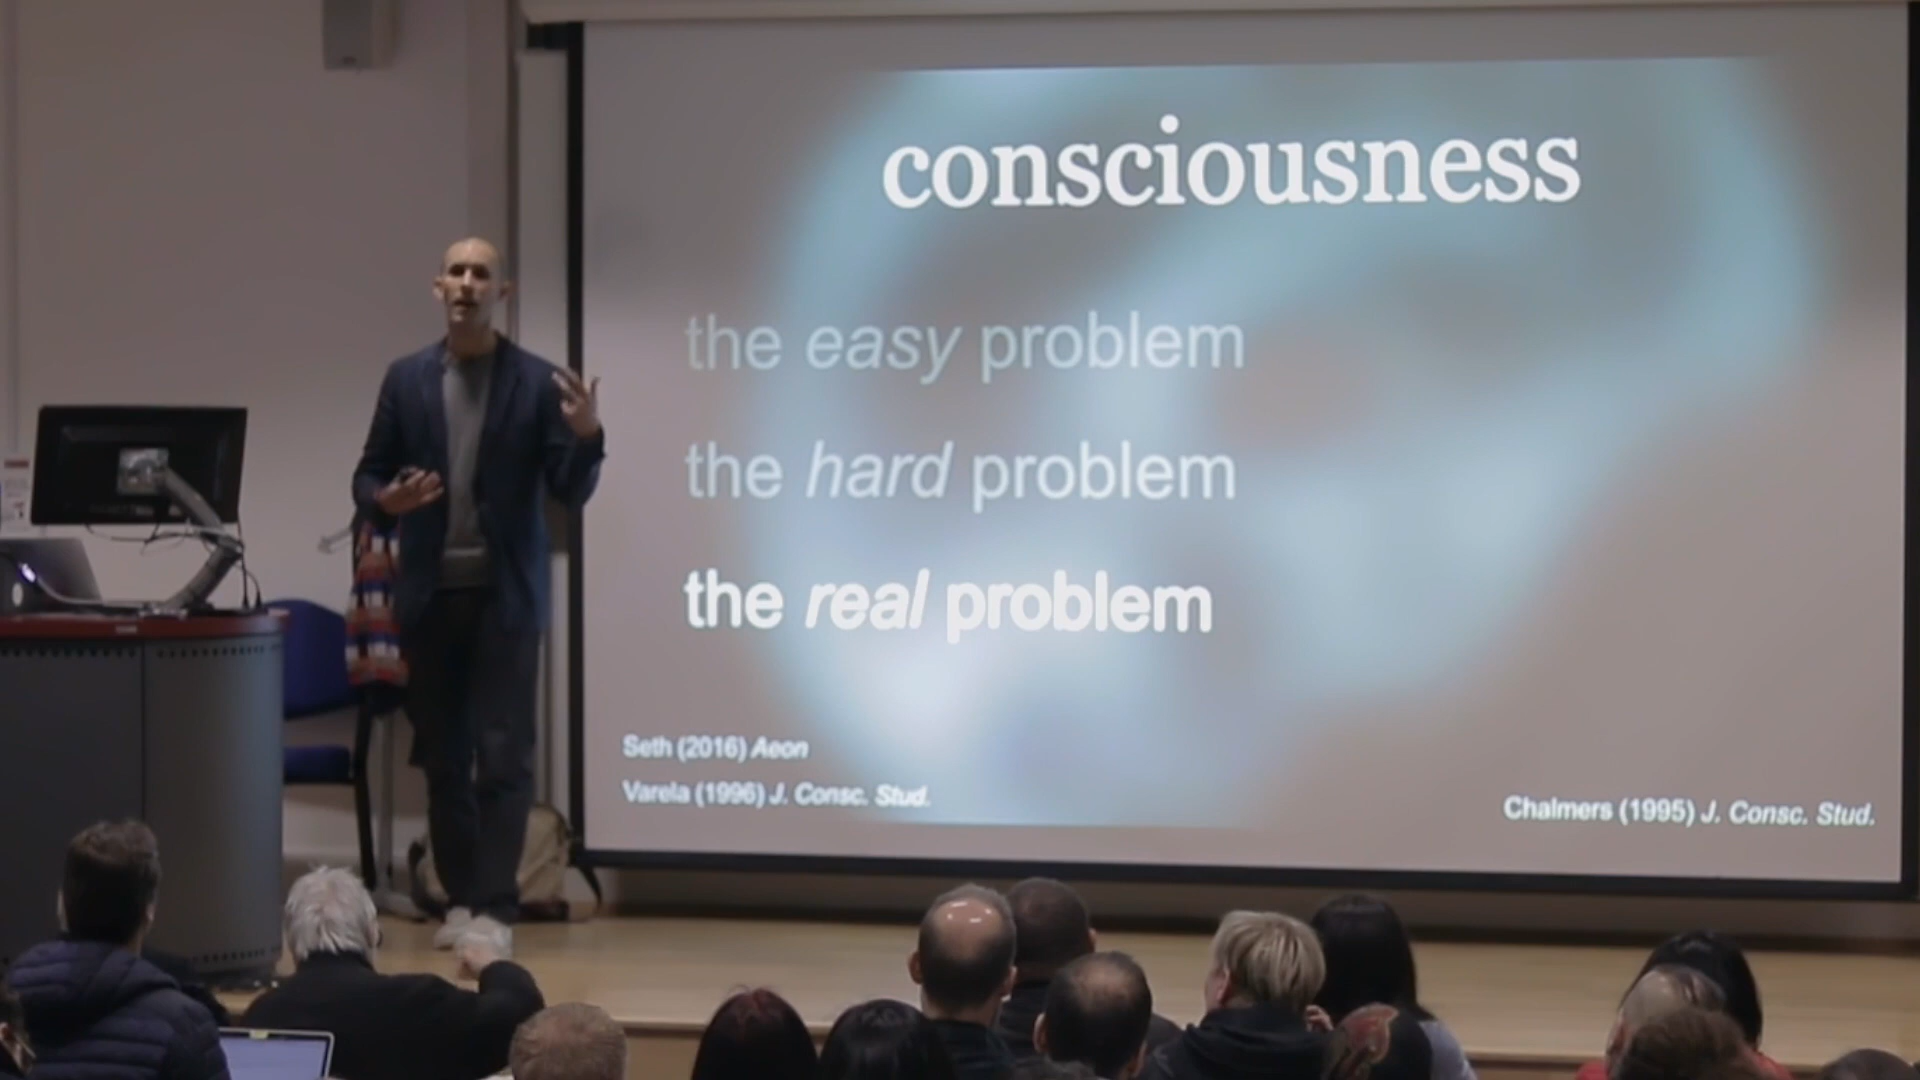 consciousness
the easy problem
the hard problem
the real problem
Seth (2016) Aeon
Varela (1996) J. Consc. Stud.
Chalmers (1995) J. Consc. Stud.